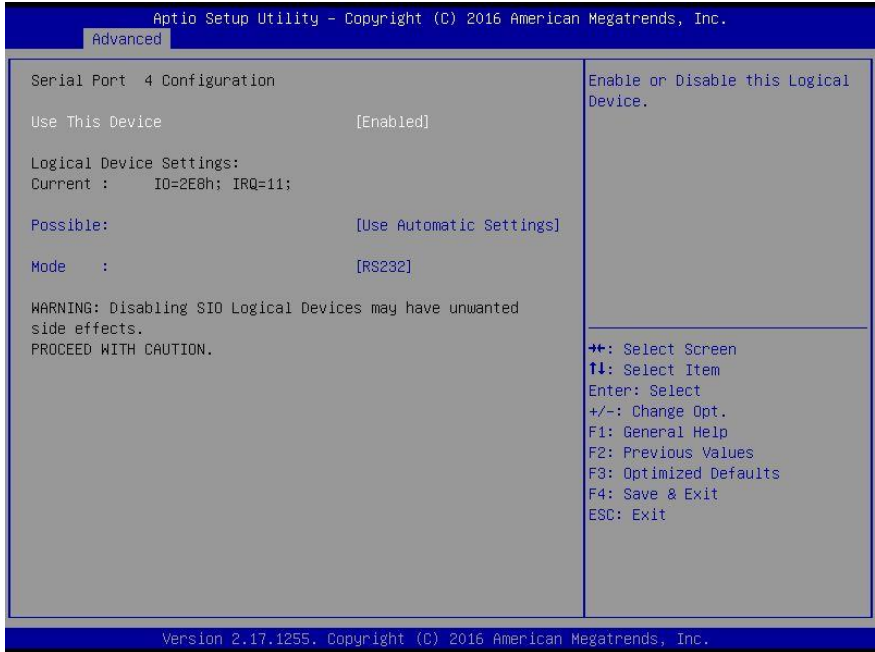 Aptio Setup Utility – Copyright (C) 2016 American Megatrends, Inc.
Advanced
Serial Port 4 Configuration
Use This Device [Enabled]
Logical Device Settings:
Current : IO=2E8h; IRQ=11;
Possible: [Use Automatic Settings]
Mode : [RS232]
WARNING: Disabling SIO Logical Devices may have unwanted
side effects.
PROCEED WITH CAUTION.
Enable or Disable this Logical
Device.
→←: Select Screen
↑↓: Select Item
Enter: Select
+/-: Change Opt.
F1: General Help
F2: Previous Values
F3: Optimized Defaults
F4: Save & Exit
ESC: Exit
Version 2.17.1255. Copyright (C) 2016 American Megatrends, Inc.